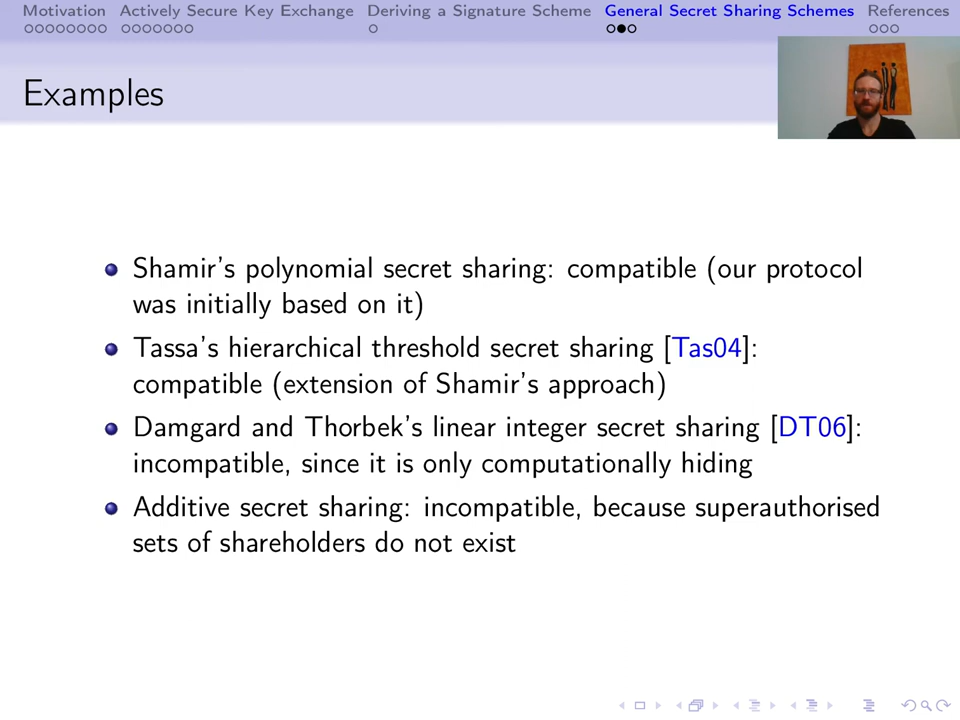 Motivation Actively Secure Key Exchange Deriving a Signature Scheme General Secret Sharing Schemes References
Examples
Shamir's polynomial secret sharing: compatible (our protocol
was initially based on it)
Tassa's hierarchical threshold secret sharing [Tas04]:
compatible (extension of Shamir's approach)
Damgard and Thorbek's linear integer secret sharing [DT06]:
incompatible, since it is only computationally hiding
Additive secret sharing: incompatible, because superauthorised
sets of shareholders do not exist